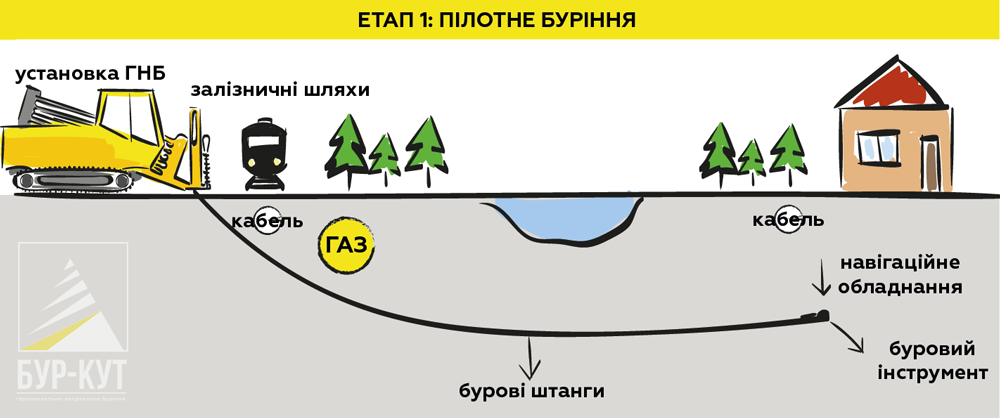 ЕТАП 1: ПІЛОТНЕ БУРІННЯ
установка ГНБ
залізничні шляхи
кабель
ГАЗ
кабель
навігаційне
обладнання
буровий
інструмент
бурові штанги
БУР-КУТ